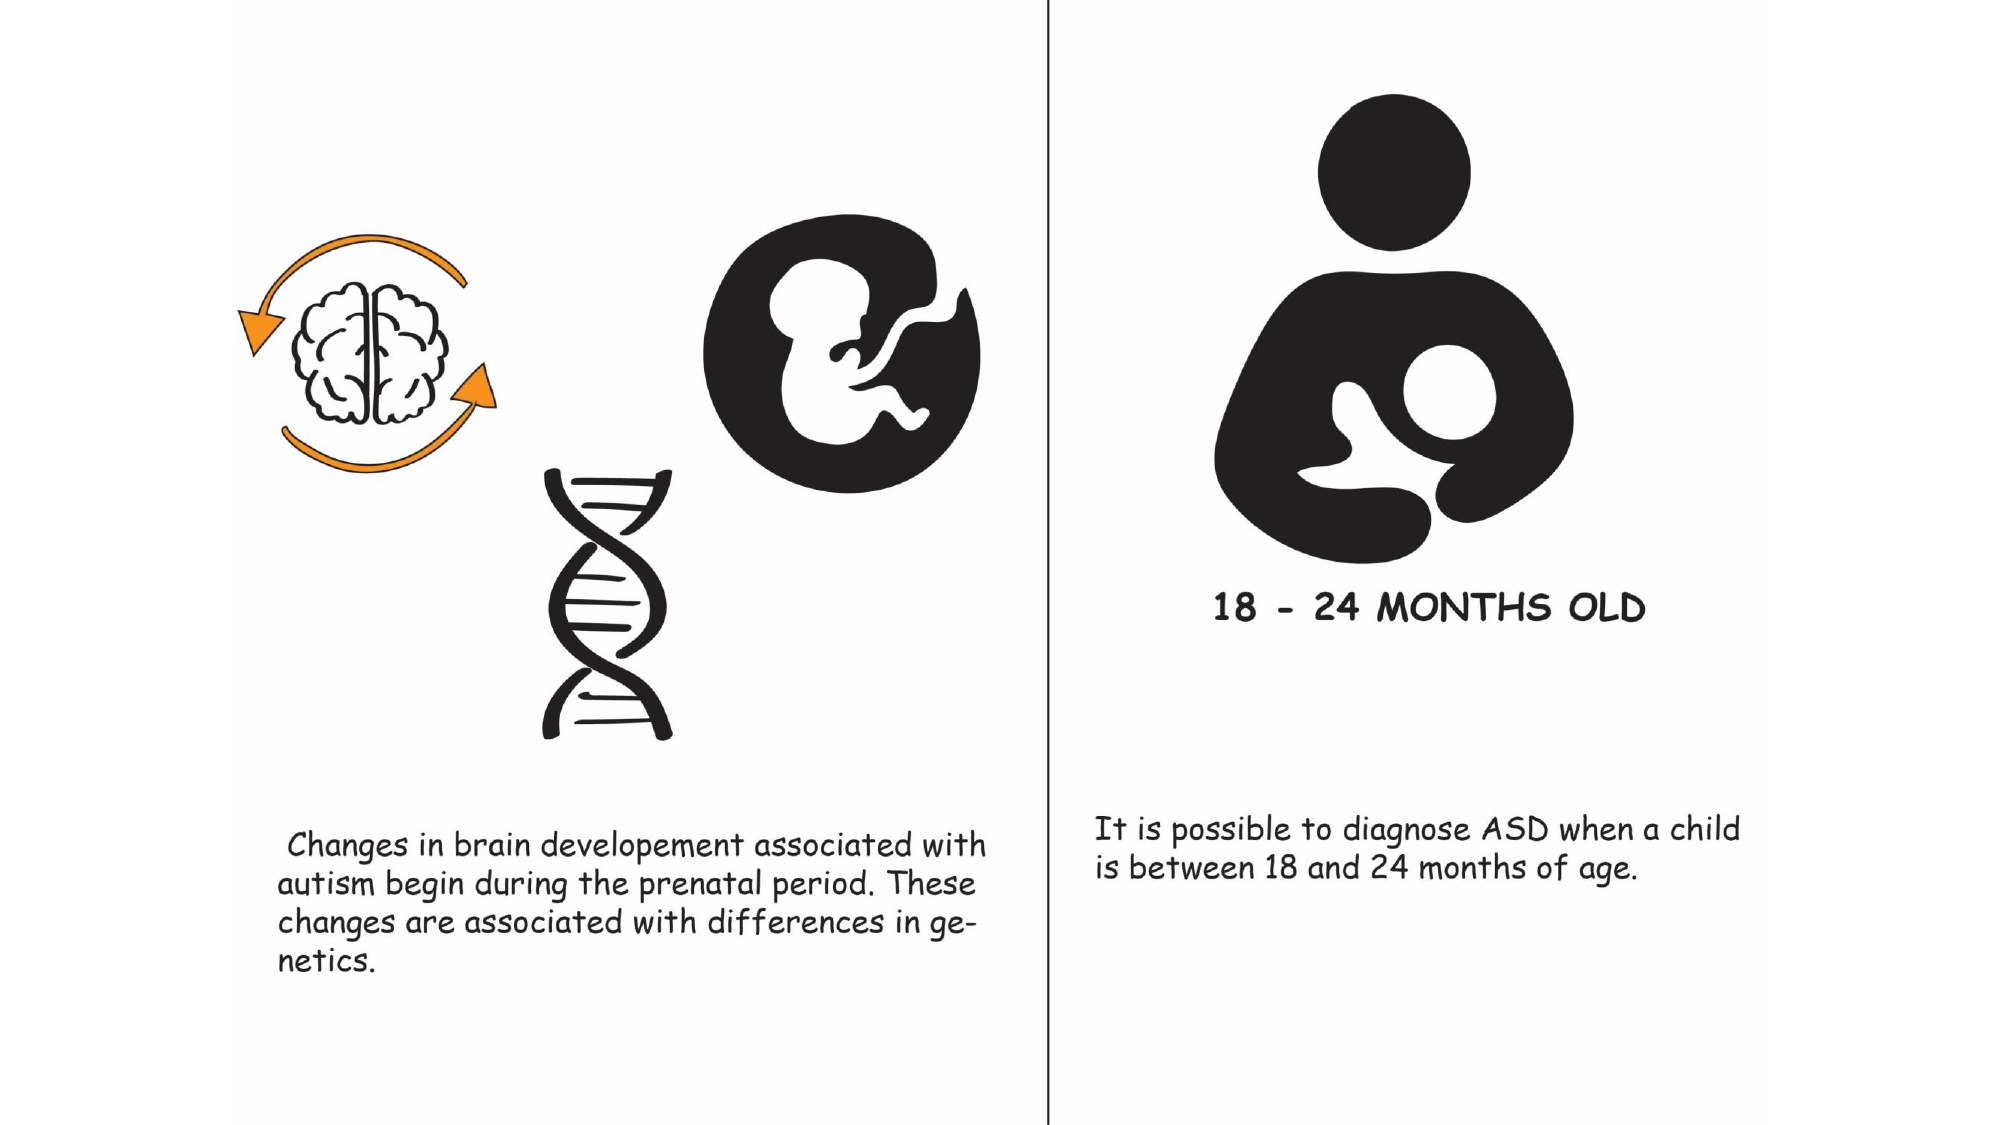 Changes in brain developement associated with
autism begin during the prenatal period. These
changes are associated with differences in ge-
netics.
18 - 24 MONTHS OLD
It is possible to diagnose ASD when a child
is between 18 and 24 months of age.